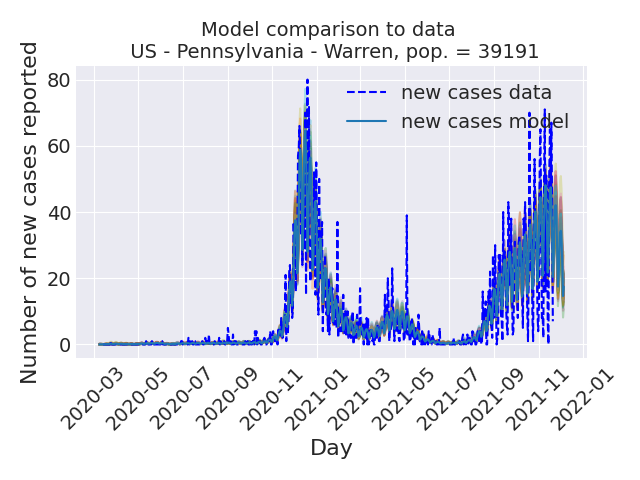 Model comparison to data
US - Pennsylvania - Warren, pop. = 39191
Number of new cases reported
80
60
40
20
0
new cases data
new cases model
2020-03
2020-05
2020-07
2020-09
2020-11
2021-01
2021-03
2021-05
2021-07
2021-09
2021-11
2022-01
Day